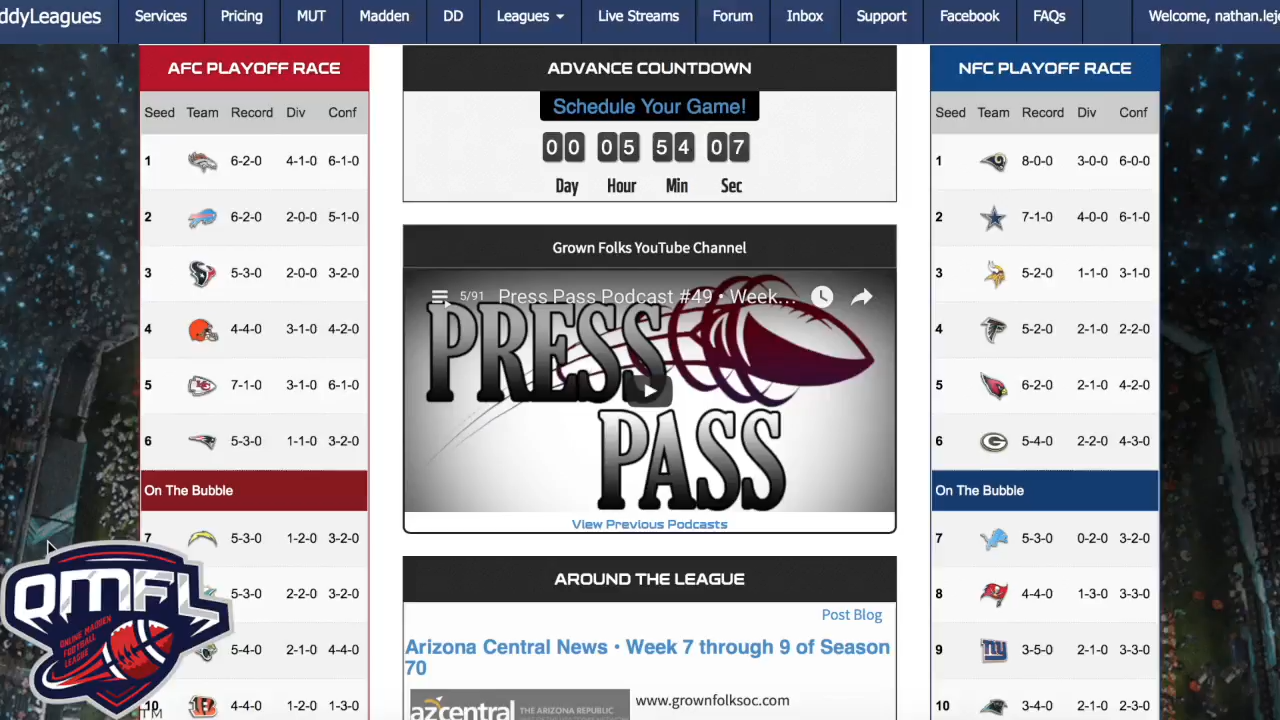 ddyLeagues Services Pricing MUT Madden DD Leagues Live Streams Forum Inbox Support Facebook FAQs Welcome, nathan.leje
AFC PLAYOFF RACE
Seed Team Record Div Conf
1 6-2-0 4-1-0 6-1-0
2 6-2-0 2-0-0 5-1-0
3 5-3-0 2-0-0 3-2-0
4 4-4-0 3-1-0 4-2-0
5 7-1-0 3-1-0 6-1-0
6 5-3-0 1-1-0 3-2-0
On The Bubble
7 5-3-0 1-2-0 3-2-0
5-3-0 2-2-0 3-2-0
5-4-0 2-1-0 4-4-0
10 4-4-0 1-2-0 1-3-0
OMFL
ONLINE MADDEN
FOOTBALL
LEAGUE
TM
ADVANCE COUNTDOWN
Schedule Your Game!
00 05 54 07
Day Hour Min Sec
Grown Folks YouTube Channel
5/91 Press Pass Podcast #49 • Week...
PRESS
PASS
View Previous Podcasts
AROUND THE LEAGUE
Post Blog
Arizona Central News • Week 7 through 9 of Season
70
azcentral THE ARIZONA REPUBLIC
www.grownfolksoc.com
NFC PLAYOFF RACE
Seed Team Record Div Conf
1 8-0-0 3-0-0 6-0-0
2 7-1-0 4-0-0 6-1-0
3 5-2-0 1-1-0 3-1-0
4 5-2-0 2-1-0 2-2-0
5 6-2-0 2-1-0 4-2-0
6 5-4-0 2-2-0 4-3-0
On The Bubble
7 5-3-0 0-2-0 3-2-0
8 4-4-0 1-3-0 3-3-0
9 3-5-0 2-1-0 3-3-0
10 3-4-0 2-1-0 3-3-0